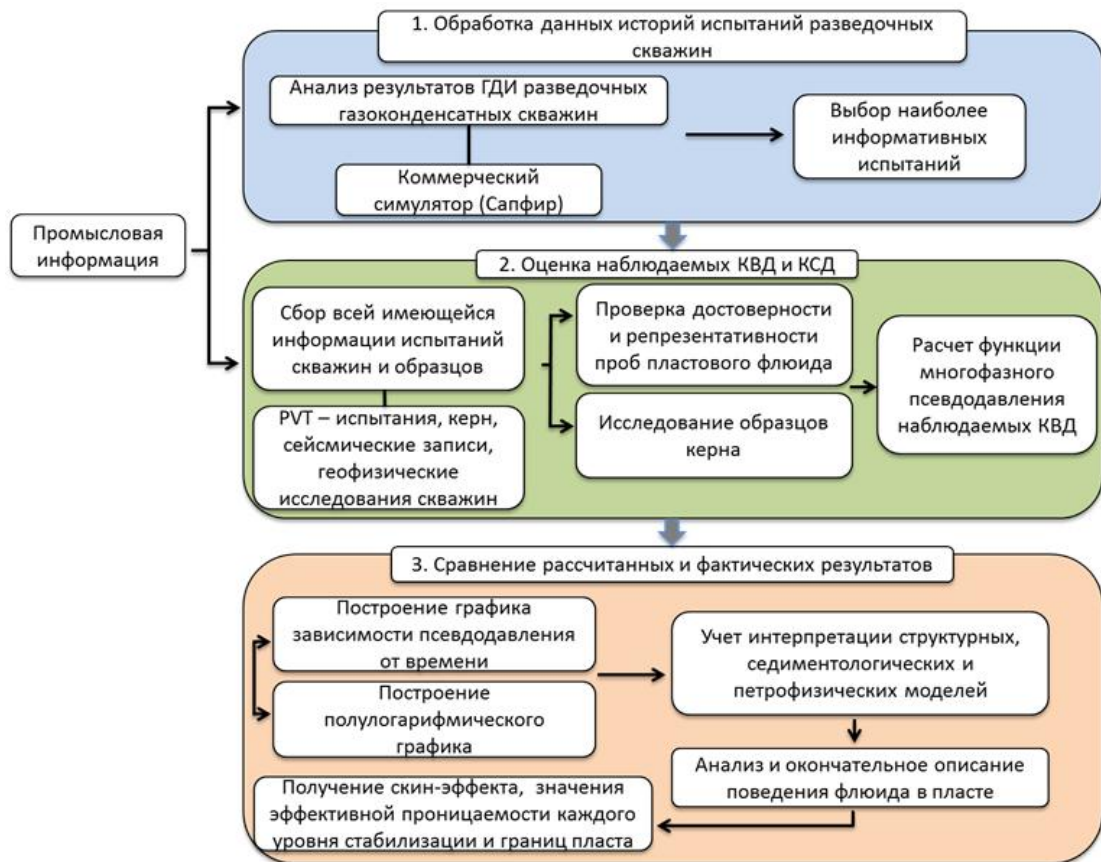 1. Обработка данных историй испытаний разведочных
скважин
Анализ результатов ГДИ разведочных
газоконденсатных скважин
Коммерческий
симулятор (Сапфир)
Выбор наиболее
информативных
испытаний
Промысловая
информация
2. Оценка наблюдаемых КВД и КСД
Сбор всей имеющейся
информации испытаний
скважин и образцов
PVT – испытания, керн,
сейсмические записи,
геофизические
исследования скважин
Проверка достоверности
и репрезентативности
проб пластового флюида
Исследование образцов
керна
Расчет функции
многофазного
псевдодавления
наблюдаемых КВД
3. Сравнение рассчитанных и фактических результатов
Построение графика
зависимости псевдодавления
от времени
Построение
полулогарифмического
графика
Учет интерпретации структурных,
седиментологических и
петрофизических моделей
Анализ и окончательное описание
поведения флюида в пласте
Получение скин-эффекта, значения
эффективной проницаемости каждого
уровня стабилизации и границ пласта